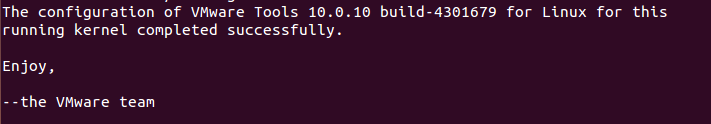 The configuration of VMware Tools 10.0.10 build-4301679 for Linux for this
running kernel completed successfully.
Enjoy,
--the VMware team